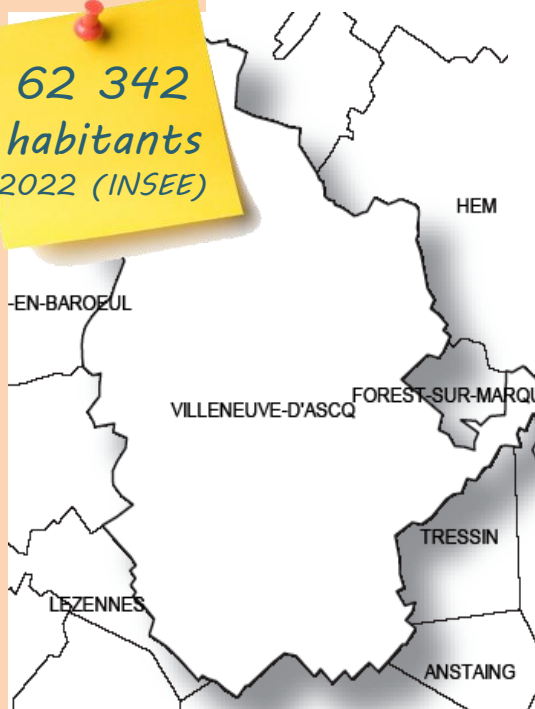 62 342
habitants
2022 (INSEE)
HEM
-EN-BAROEUL
VILLENEUVE-D'ASCQ
FOREST-SUR-MARQU
TRESSIN
LEZENNES
ANSTAING